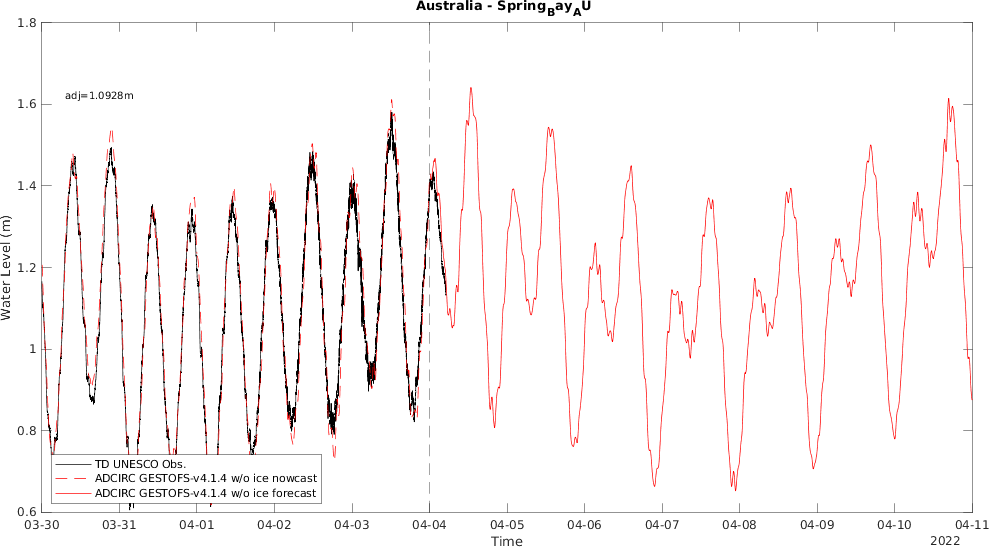 Australia - SpringBayAU
1.8
adj=1.0928m
1.6
1.4
1.2
1
0.8
0.6
Water Level (m)
TD UNESCO Obs.
ADCIRC GESTOFS-v4.1.4 w/o ice nowcast
ADCIRC GESTOFS-v4.1.4 w/o ice forecast
03-30 03-31 04-01 04-02 04-03 04-04 04-05 04-06 04-07 04-08 04-09 04-10 04-11
Time
2022